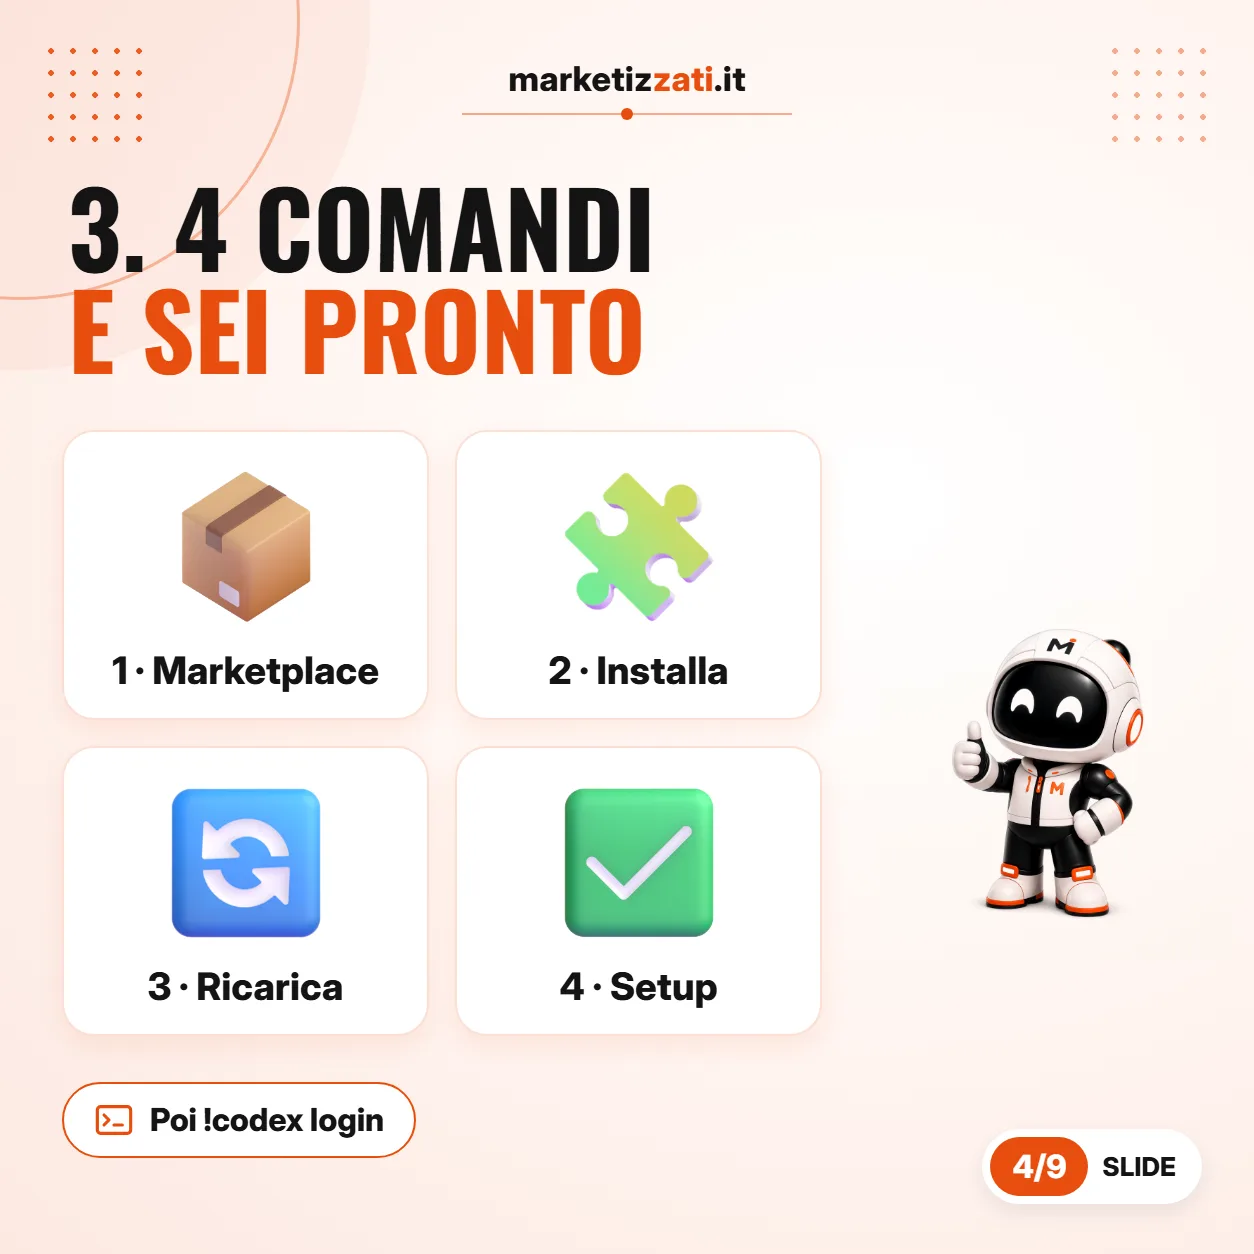 marketizzati.it
3. 4 COMANDI
E SEI PRONTO
1 · Marketplace
2 · Installa
3 · Ricarica
4 · Setup
Poi !codex login
M
M
4/9 SLIDE